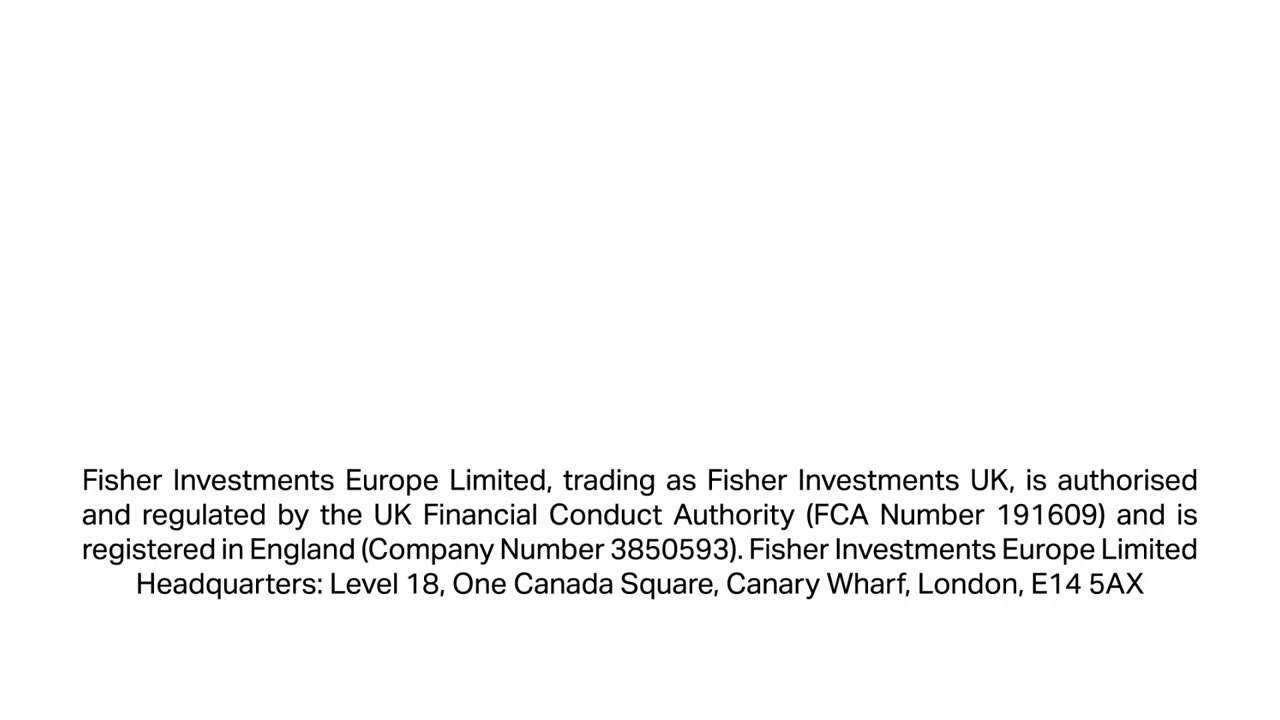 Fisher Investments Europe Limited, trading as Fisher Investments UK, is authorised
and regulated by the UK Financial Conduct Authority (FCA Number 191609) and is
registered in England (Company Number 3850593). Fisher Investments Europe Limited
Headquarters: Level 18, One Canada Square, Canary Wharf, London, E14 5AX